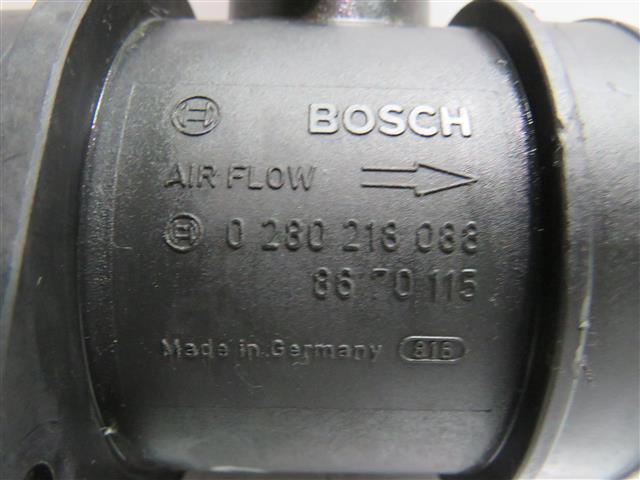 BOSCH
AIR FLOW
0 280 218 088
8670115
Made in Germany 816